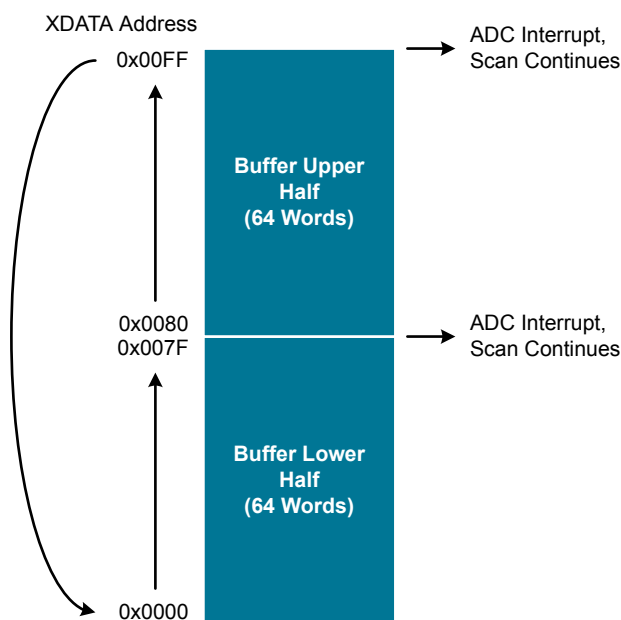 XDATA Address
0x00FF
ADC Interrupt,
Scan Continues
Buffer Upper
Half
(64 Words)
0x0080
0x007F
ADC Interrupt,
Scan Continues
Buffer Lower
Half
(64 Words)
0x0000